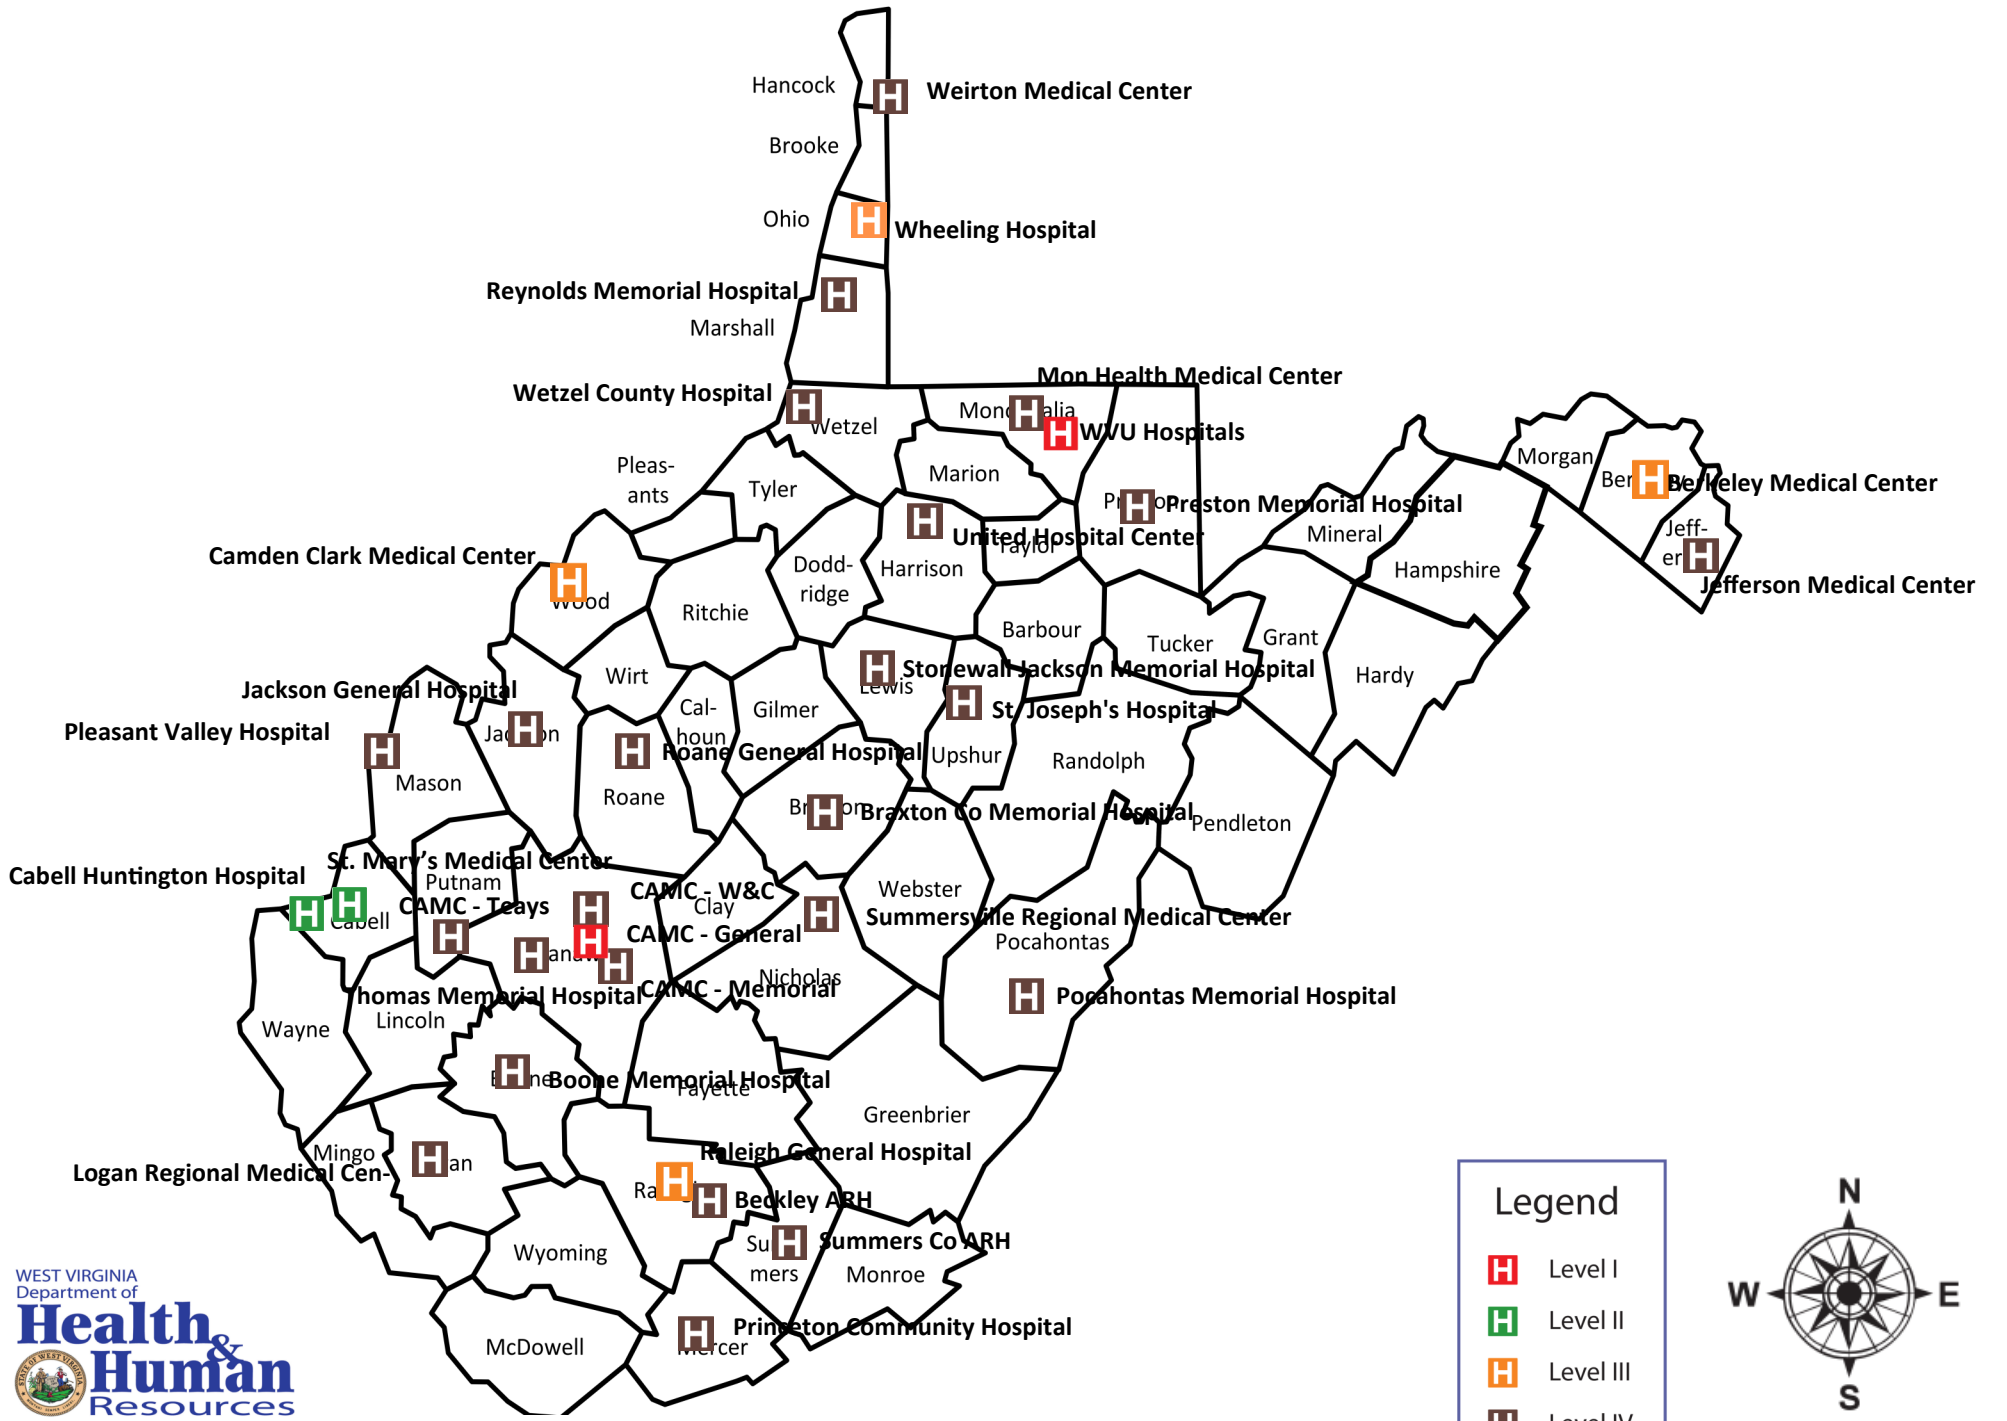 Hancock
Weirton Medical Center
Brooke
Ohio
Wheeling Hospital
Reynolds Memorial Hospital
Marshall
Mon Health Medical Center
Wetzel County Hospital
Wetzel
WVU Hospitals
Marion
Pleas-
ants
Tyler
Morgan
Berkeley Medical Center
Preston Memorial Hospital
Mineral
United Hospital Center
Taylor
Jeff-
Jefferson Medical Center
Camden Clark Medical Center
Wood
Dodd-
ridge
Harrison
Hampshire
Ritchie
Barbour
Tucker
Grant
Hardy
Wirt
Stonewall Jackson Memorial Hospital
Lewis
Jackson General Hospital
Cal-
houn
Gilmer
St. Joseph's Hospital
Pleasant Valley Hospital
Roane General Hospital
Upshur
Randolph
Mason
Roane
Braxton Co Memorial Hospital
Pendleton
St. Mary's Medical Center
Cabell Huntington Hospital
Putnam
CAMC - W&C
Clay
Webster
CAMC - Teays
Cabell
Summersville Regional Medical Center
CAMC - General
Pocahontas
Nicholas
homas Memorial Hospital
CAMC - Memorial
Pocahontas Memorial Hospital
Lincoln
Wayne
Boone Memorial Hospital
Fayette
Greenbrier
Mingo
Logan Regional Medical Cen-
Raleigh General Hospital
Beckley ARH
Summers Co ARH
mers
Monroe
Wyoming
Princeton Community Hospital
Mercer
McDowell
Legend
H Level I
H Level II
H Level III
H Level IV
N
W E
S
WEST VIRGINIA
Department of
Health &
Human
Resources